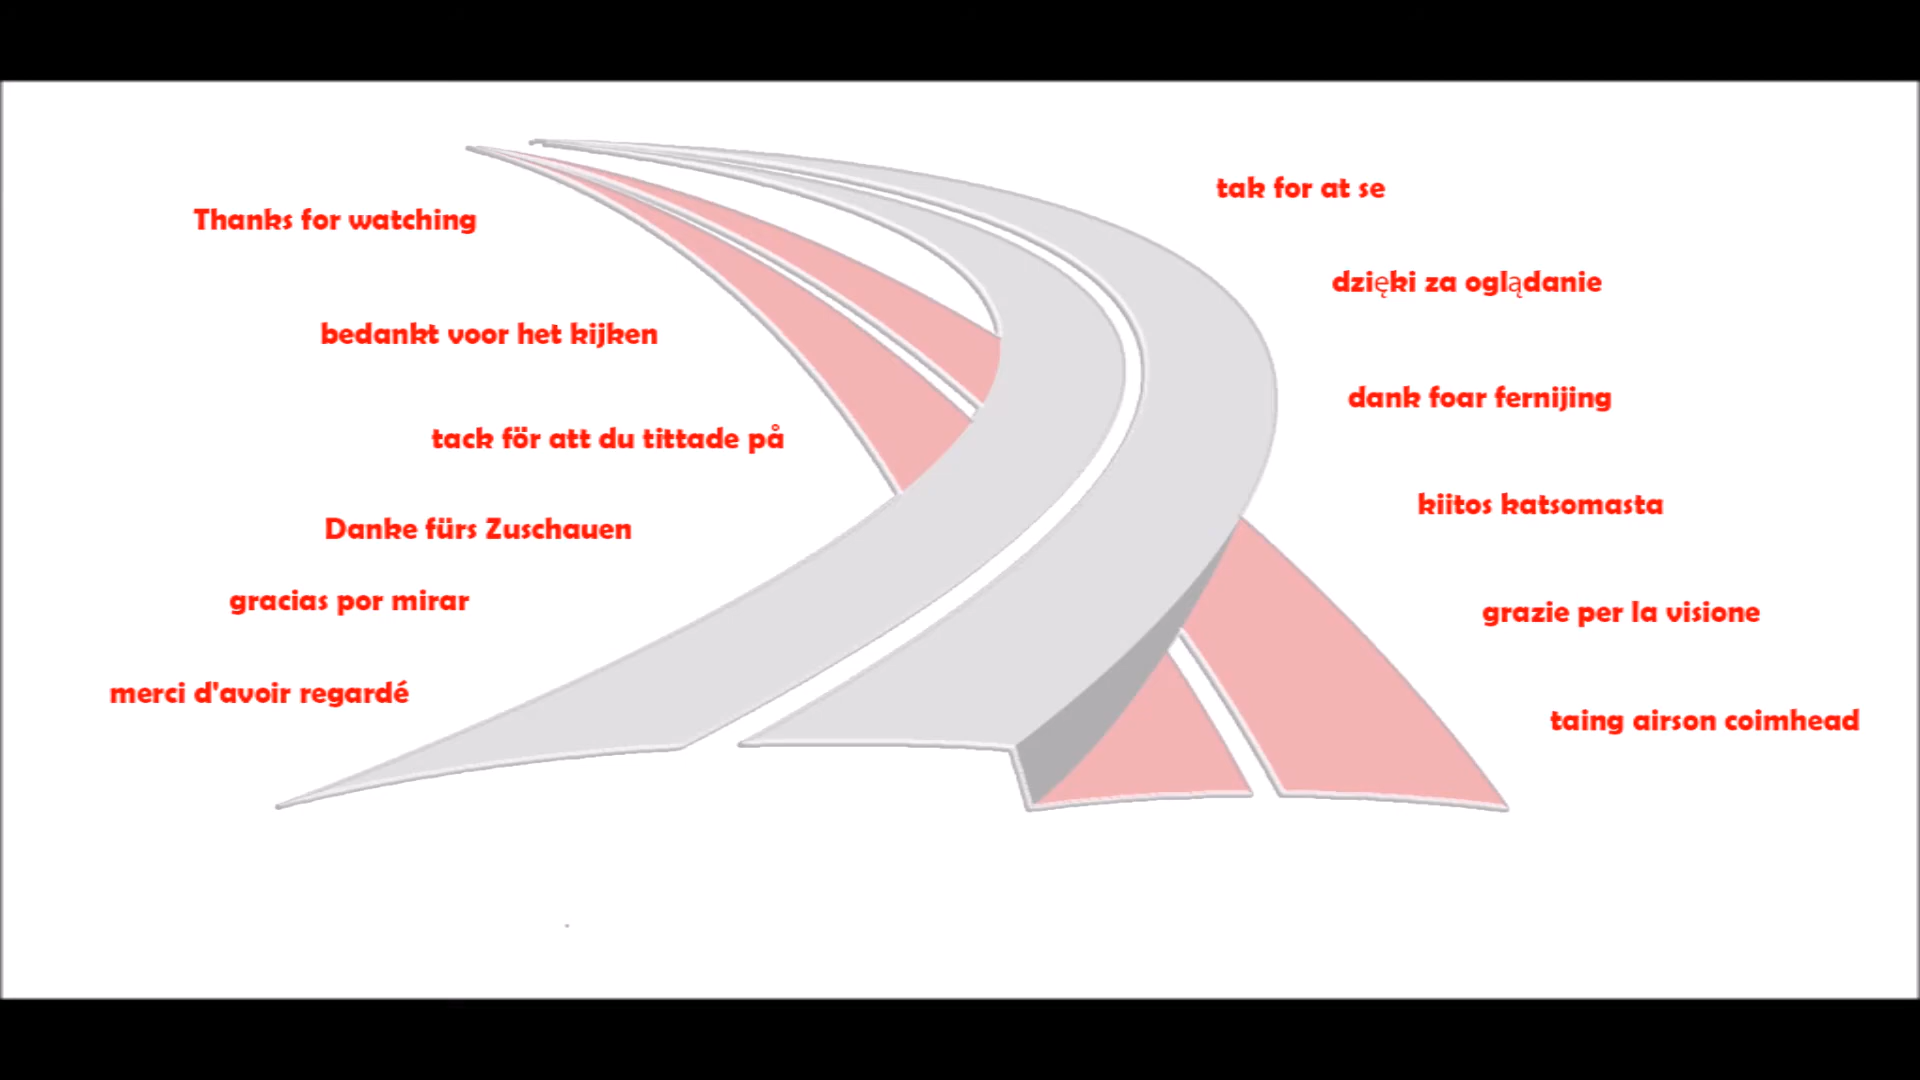 Thanks for watching
bedankt voor het kijken
tack för att du tittade på
Danke fürs Zuschauen
gracias por mirar
merci d'avoir regardé
tak for at se
dzięki za oglądanie
dank foar fernijing
kiitos katsomasta
grazie per la visione
taing airson coimhead